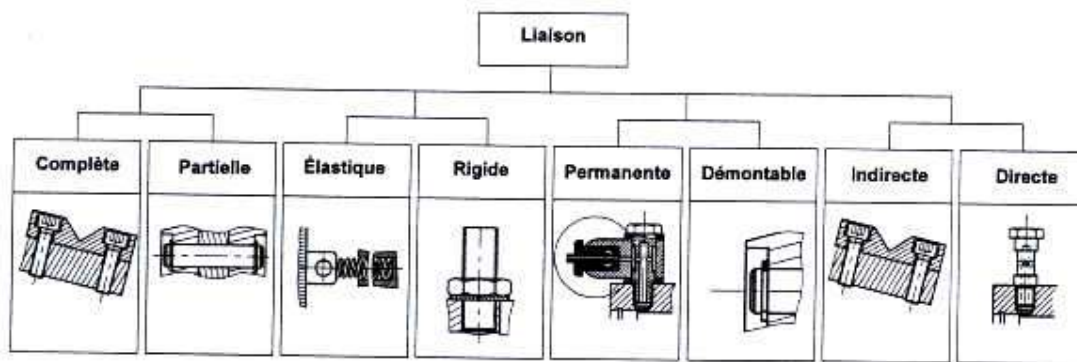 Liaison
Complète
Partielle
Élastique
Rigide
Permanente
Démontable
Indirecte
Directe